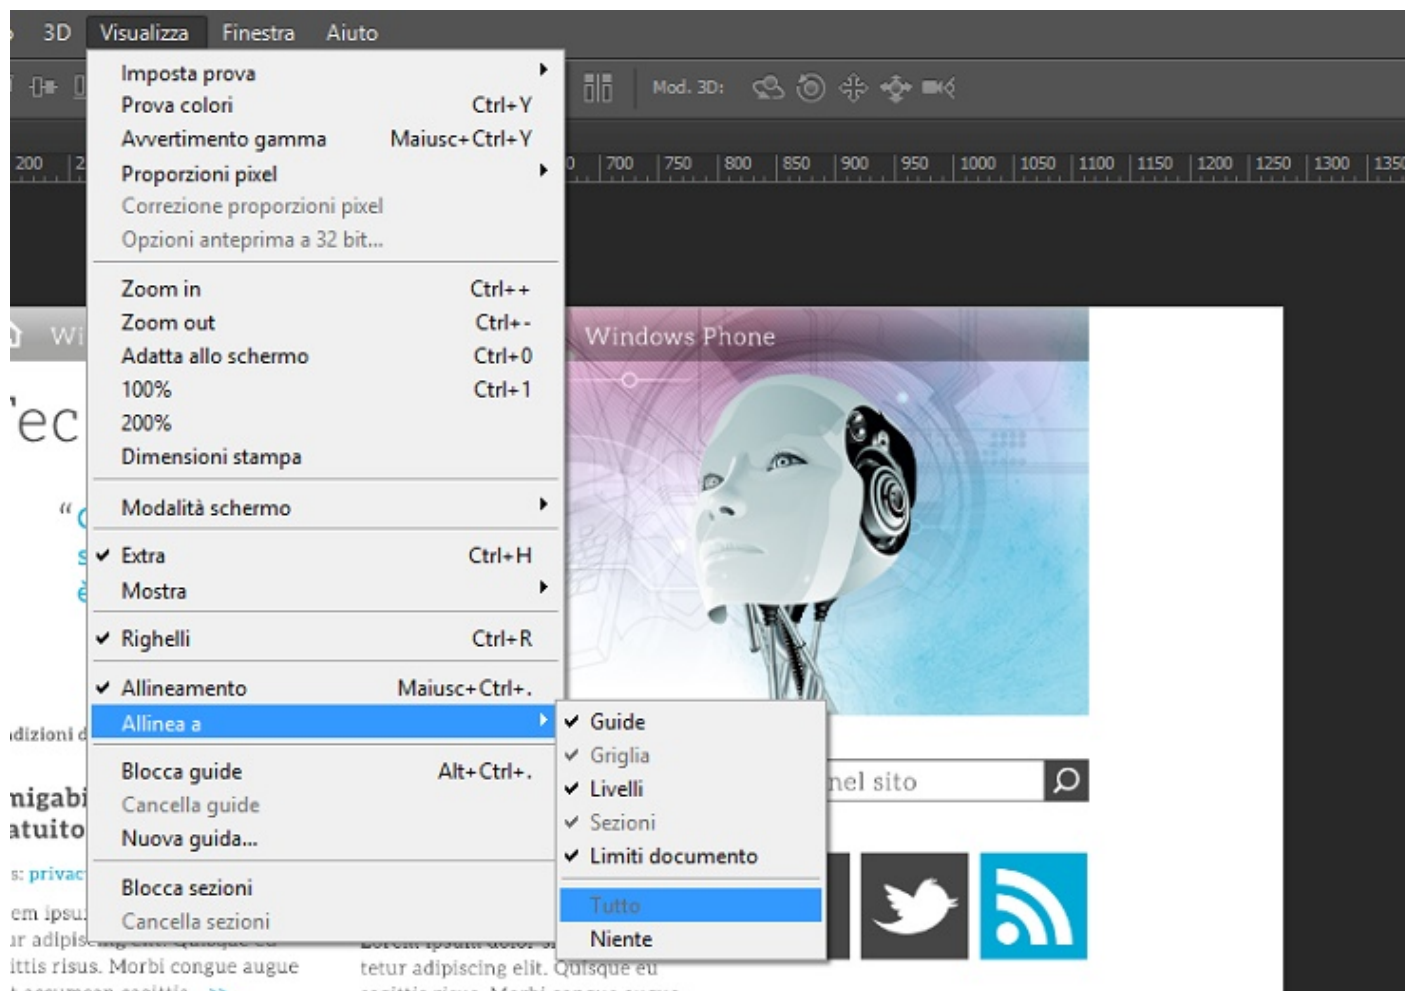 3D Visualizza Finestra Aiuto
Imposta prova
Prova colori Ctrl+Y
Avvertimento gamma Maiusc+Ctrl+Y
Proporzioni pixel
Correzione proporzioni pixel
Opzioni anteprima a 32 bit...
Zoom in Ctrl++
Zoom out Ctrl+-
Adatta allo schermo Ctrl+0
100% Ctrl+1
200%
Dimensioni stampa
Modalità schermo
Extra Ctrl+H
Mostra
Righelli Ctrl+R
Allineamento Maiusc+Ctrl+.
Allinea a
Blocca guide Alt+Ctrl+.
Cancella guide
Nuova guida...
Blocca sezioni
Cancella sezioni
Guide
Griglia
Livelli
Sezioni
Limiti documento
Tutto
Niente
Mod. 3D:
200 700 750 800 850 900 950 1000 1050 1100 1150 1200 1250 1300 1350
Windows Phone
nel sito
ittis risus. Morbi congue augue
tetur adipiscing elit. Quisque eu